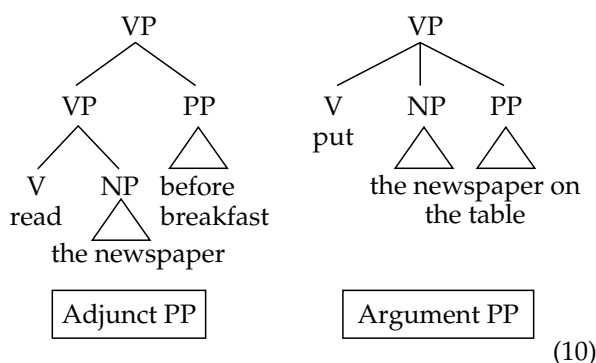 VP VP
VP PP V NP PP
put
V NP before the newspaper on
read breakfast the table
the newspaper
Adjunct PP Argument PP
(10)